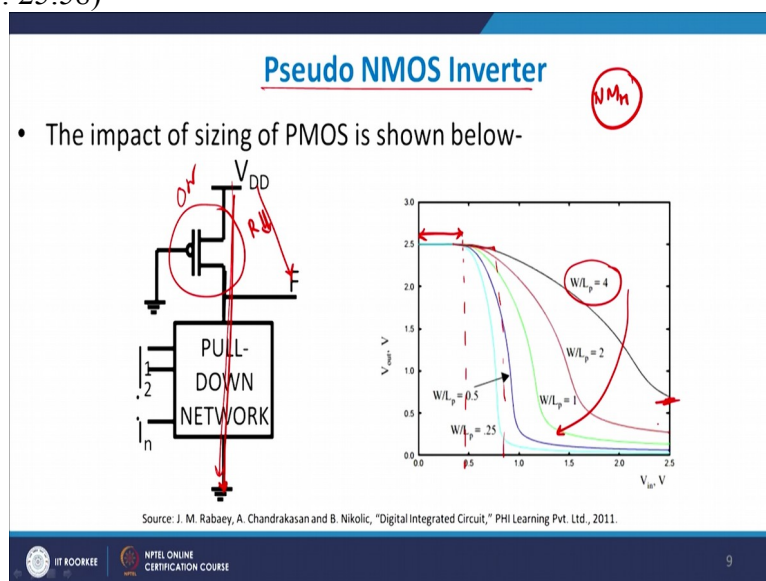 : 25:58)
Pseudo NMOS Inverter
NMH
• The impact of sizing of PMOS is shown below-
ON
VDD
R
F
PULL-
DOWN
NETWORK
I1
.2
.
In
3.0
2.5
2.0
1.5
1.0
0.5
0.0
Vout, V
W/Lp = 4
W/Lp = 2
W/Lp = 0.5
W/Lp = 1
W/Lp = .25
0.0 0.5 1.0 1.5 2.0 2.5
Vin, V
Source: J. M. Rabaey, A. Chandrakasan and B. Nikolic, "Digital Integrated Circuit," PHI Learning Pvt. Ltd., 2011.
IIT ROORKEE
NPTEL ONLINE
CERTIFICATION COURSE
9